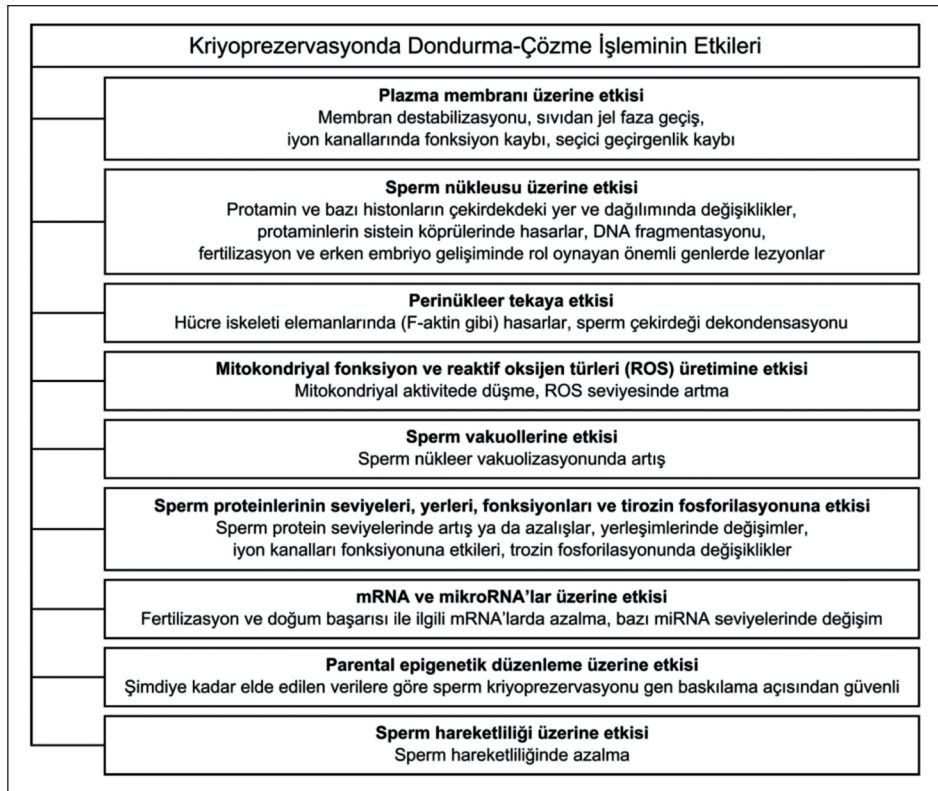 Kriyoprezervasyonda Dondurma-Çözme İşleminin Etkileri
Plazma membranı üzerine etkisi
Membran destabilizasyonu, sıvıdan jel faza geçiş,
iyon kanallarında fonksiyon kaybı, seçici geçirgenlik kaybı
Sperm nükleusu üzerine etkisi
Protamin ve bazı histonların çekirdekdeki yer ve dağılımında değişiklikler,
protaminlerin sistein köprülerinde hasarlar, DNA fragmentasyonu,
fertilizasyon ve erken embriyo gelişiminde rol oynayan önemli genlerde lezyonlar
Perinükleer tekaya etkisi
Hücre iskeleti elemanlarında (F-aktin gibi) hasarlar, sperm çekirdeği dekondensasyonu
Mitokondriyal fonksiyon ve reaktif oksijen türleri (ROS) üretimine etkisi
Mitokondriyal aktivitede düşme, ROS seviyesinde artma
Sperm vakuollerine etkisi
Sperm nükleer vakuolizasyonunda artış
Sperm proteinlerinin seviyeleri, yerleri, fonksiyonları ve tirozin fosforilasyonuna etkisi
Sperm protein seviyelerinde artış ya da azalışlar, yerleşimlerinde değişimler,
iyon kanalları fonksiyonuna etkileri, trozin fosforilasyonunda değişiklikler
mRNA ve mikroRNA'lar üzerine etkisi
Fertilizasyon ve doğum başarısı ile ilgili mRNA'larda azalma, bazı miRNA seviyelerinde değişim
Parental epigenetik düzenleme üzerine etkisi
Şimdiye kadar elde edilen verilere göre sperm kriyoprezervasyonu gen baskılama açısından güvenli
Sperm hareketliliği üzerine etkisi
Sperm hareketliliğinde azalma